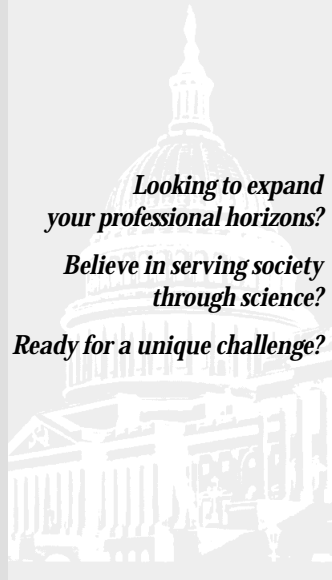 Looking to expand
your professional horizons?
Believe in serving society
through science?
Ready for a unique challenge?